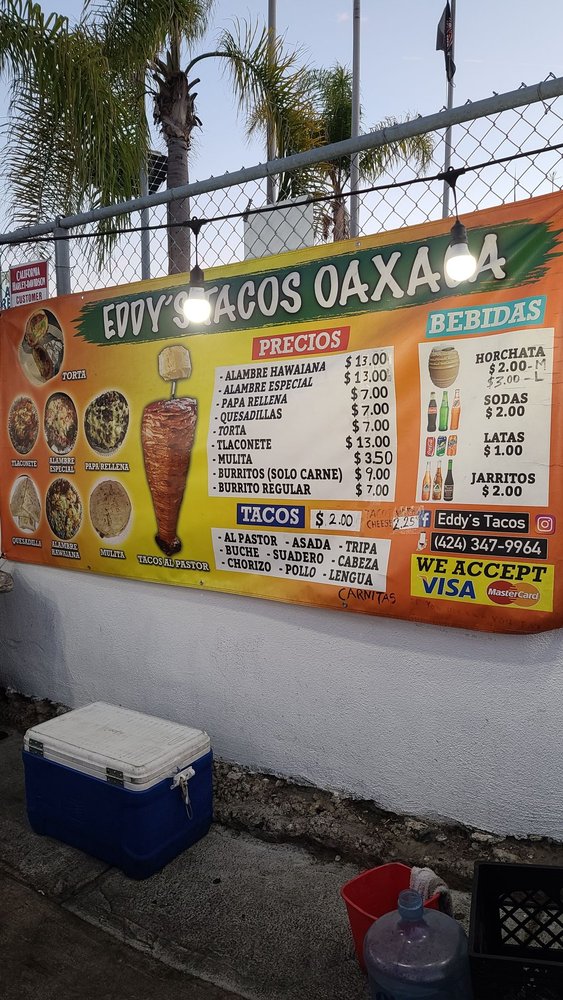 CALIFORNIA
HARLEY-DAVIDSON
CUSTOMER
EDDY'S TACOS OAXACA
TORTA
TLACONETE
ALAMBRE ESPECIAL
PAPA RELLENA
QUESADILLA
ALAMBRE HAWAIANA
MULITA
TACOS AL PASTOR
PRECIOS
- ALAMBRE HAWAIANA $ 13.00
- ALAMBRE ESPECIAL $ 13.00
- PAPA RELLENA $ 7.00
- QUESADILLAS $ 7.00
- TORTA $ 7.00
- TLACONETE $ 13.00
- MULITA $ 3.50
- BURRITOS (SOLO CARNE) $ 9.00
- BURRITO REGULAR $ 7.00
TACOS $ 2.00 TACOS CHEESE 2.25
AL PASTOR - ASADA - TRIPA
- BUCHE - SUADERO - CABEZA
- CHORIZO - POLLO - LENGUA
CARNITAS
BEBIDAS
HORCHATA
$ 2.00 - M
$ 3.00 - L
SODAS
$ 2.00
LATAS
$ 1.00
JARRITOS
$ 2.00
f Eddy's Tacos
(424) 347-9964
WE ACCEPT
VISA MasterCard